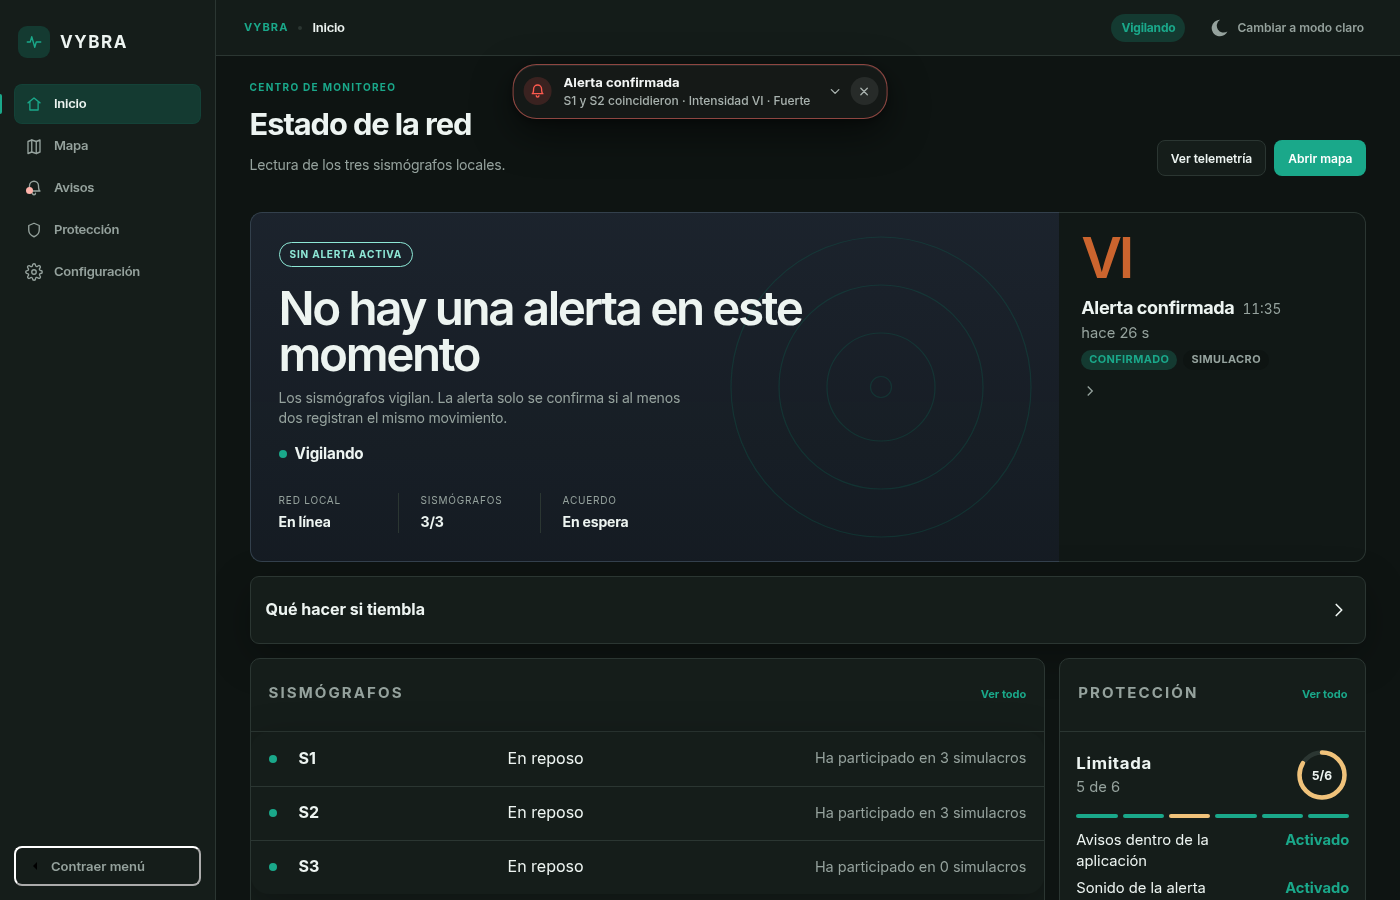 VYBRA
Inicio
Mapa
Avisos
Protección
Configuración
Contraer menú
VYBRA • Inicio
Vigilando
Cambiar a modo claro
Alerta confirmada
S1 y S2 coincidieron · Intensidad VI · Fuerte
CENTRO DE MONITOREO
Estado de la red
Lectura de los tres sismógrafos locales.
Ver telemetría
Abrir mapa
SIN ALERTA ACTIVA
No hay una alerta en este
momento
Los sismógrafos vigilan. La alerta solo se confirma si al menos
dos registran el mismo movimiento.
Vigilando
RED LOCAL
En línea
SISMÓGRAFOS
3/3
ACUERDO
En espera
VI
Alerta confirmada 11:35
hace 26 s
CONFIRMADO SIMULACRO
Qué hacer si tiembla
SISMÓGRAFOS
Ver todo
S1 En reposo Ha participado en 3 simulacros
S2 En reposo Ha participado en 3 simulacros
S3 En reposo Ha participado en 0 simulacros
PROTECCIÓN
Ver todo
Limitada
5 de 6
5/6
Avisos dentro de la
aplicación
Activado
Sonido de la alerta Activado